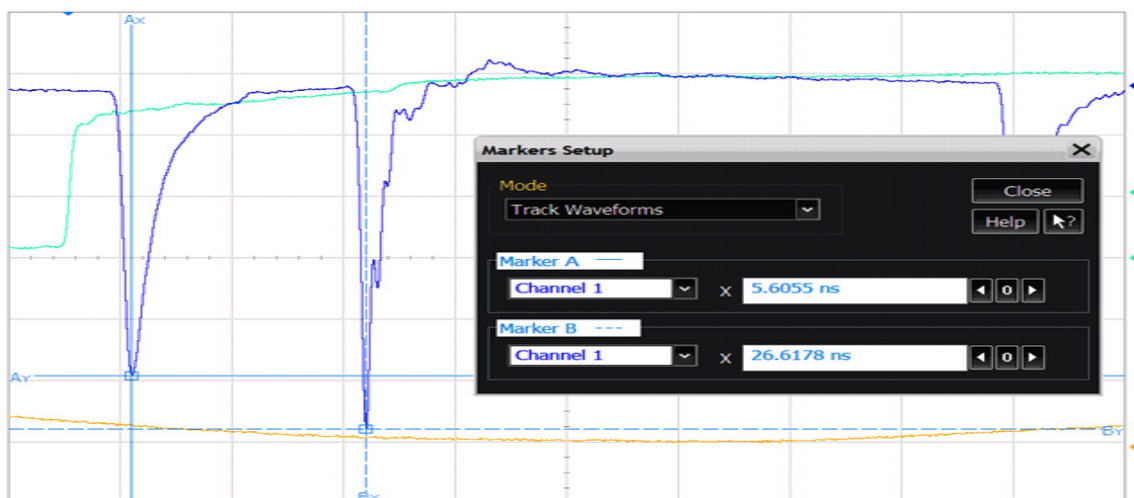 Ax
Markers Setup
Mode
Track Waveforms
Close
Help
?
Marker A
Channel 1
X
5.6055 ns
0
Marker B
Channel 1
X
26.6178 ns
0
AY
BY
Bx